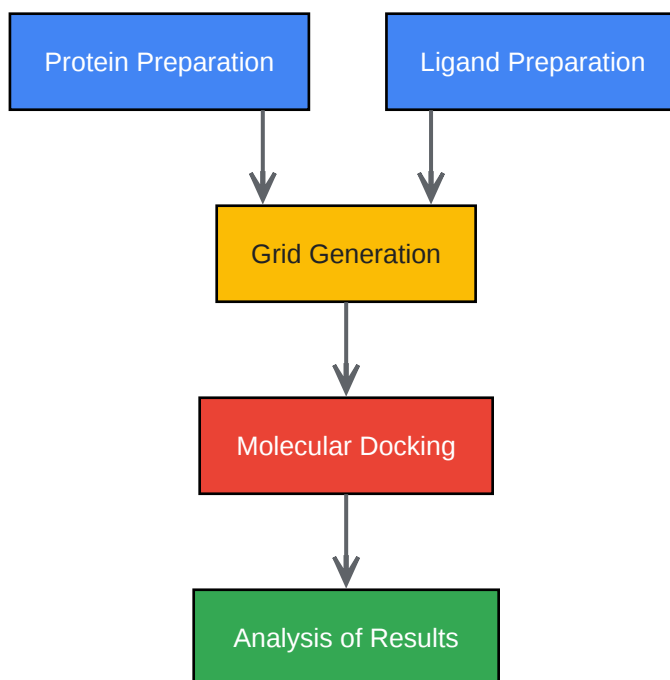 Protein Preparation
Ligand Preparation
Grid Generation
Molecular Docking
Analysis of Results